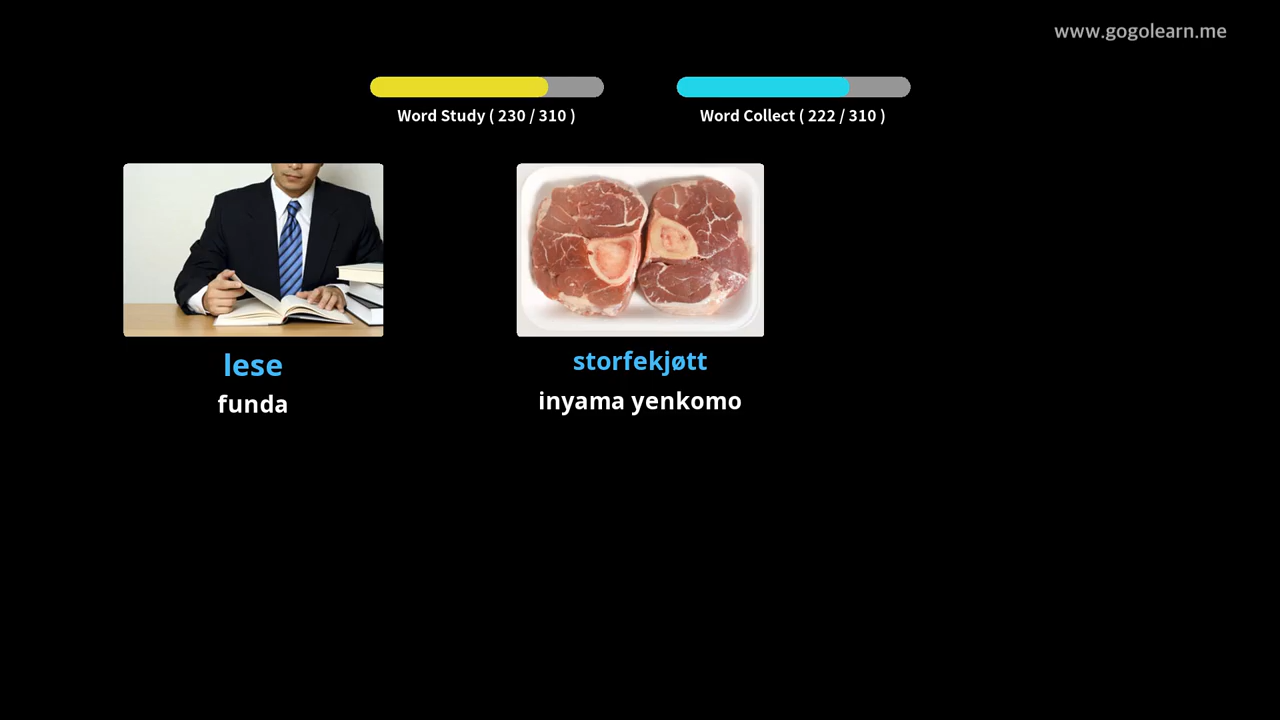 www.gogolearn.me
Word Study ( 230 / 310 )
Word Collect ( 222 / 310 )
lese
funda
storfekjøtt
inyama yenkomo